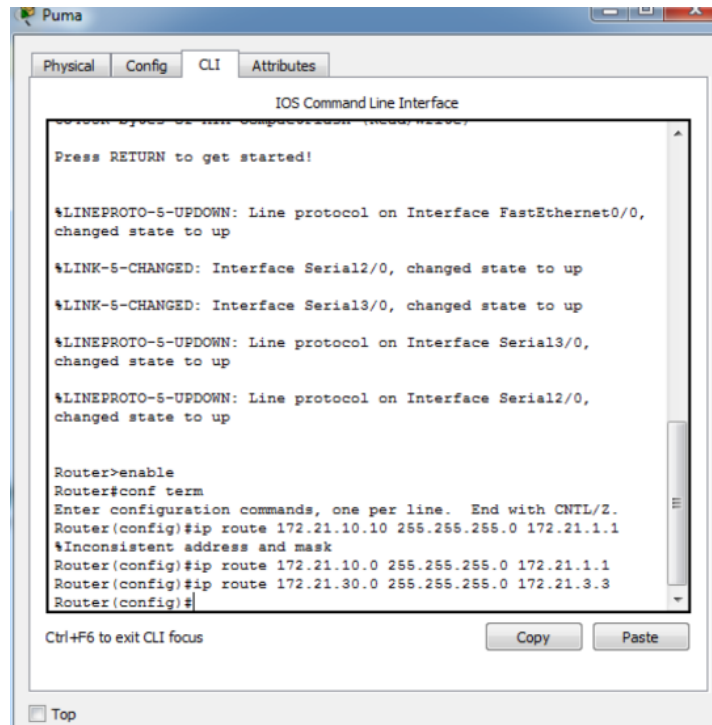 Puma
Physical Config CLI Attributes
IOS Command Line Interface
Press RETURN to get started!
%LINEPROTO-5-UPDOWN: Line protocol on Interface FastEthernet0/0,
changed state to up
%LINK-5-CHANGED: Interface Serial2/0, changed state to up
%LINK-5-CHANGED: Interface Serial3/0, changed state to up
%LINEPROTO-5-UPDOWN: Line protocol on Interface Serial3/0,
changed state to up
%LINEPROTO-5-UPDOWN: Line protocol on Interface Serial2/0,
changed state to up
Router>enable
Router#conf term
Enter configuration commands, one per line.  End with CNTL/Z.
Router(config)#ip route 172.21.10.10 255.255.255.0 172.21.1.1
%Inconsistent address and mask
Router(config)#ip route 172.21.10.0 255.255.255.0 172.21.1.1
Router(config)#ip route 172.21.30.0 255.255.255.0 172.21.3.3
Router(config)#
Ctrl+F6 to exit CLI focus
Copy Paste
Top